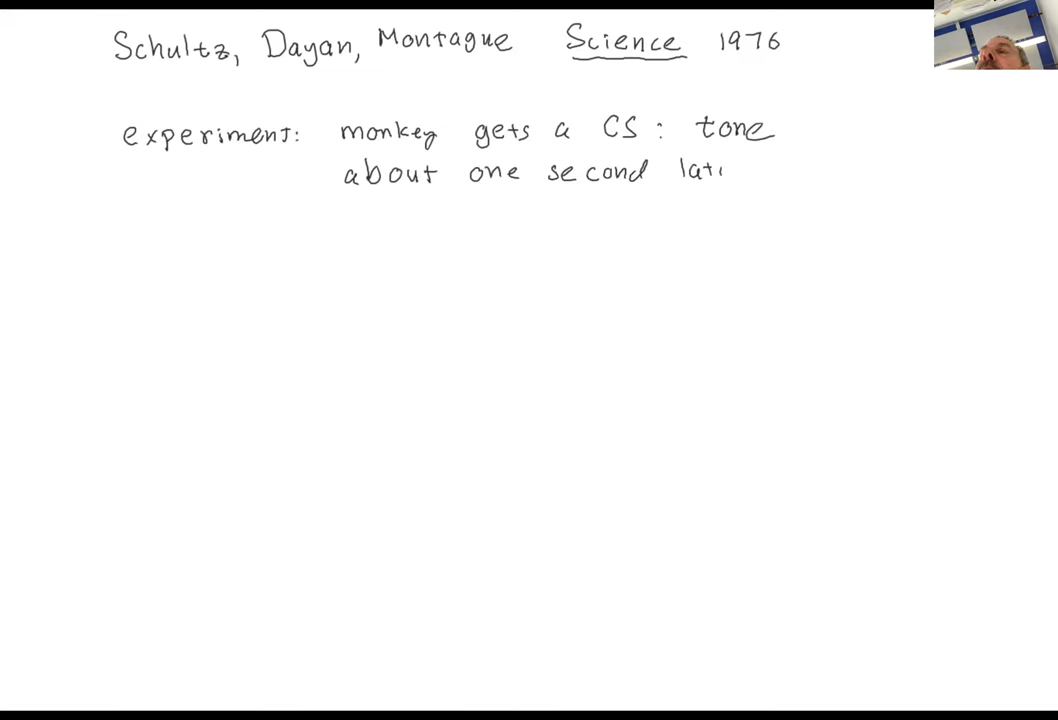 Schultz, Dayan, Montague Science 1976
experiment: monkey gets a CS: tone
about one second